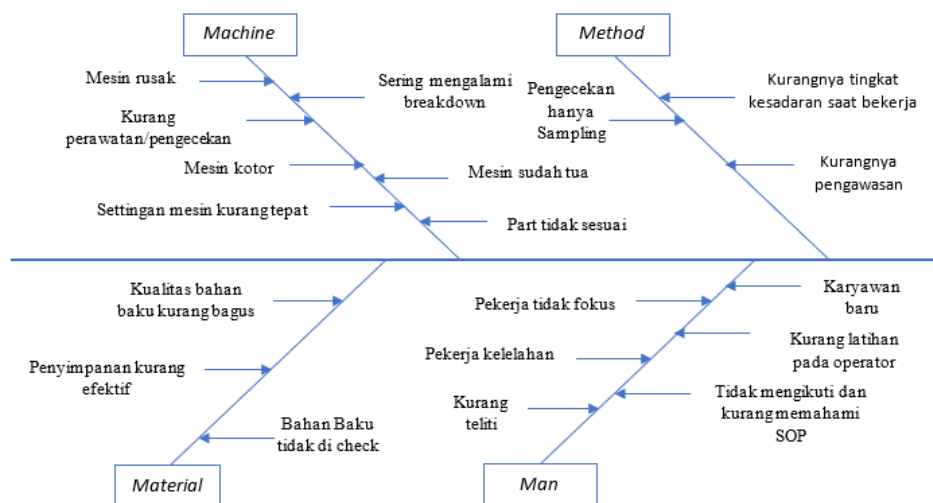 Machine
Method
Mesin rusak
Sering mengalami
breakdown
Kurang
perawatan/pengecekan
Mesin kotor
Mesin sudah tua
Settingan mesin kurang tepat
Part tidak sesuai
Pengecekan
hanya
Sampling
Kurangnya tingkat
kesadaran saat bekerja
Kurangnya
pengawasan
Kualitas bahan
baku kurang bagus
Penyimpanan kurang
efektif
Bahan Baku
tidak di check
Material
Pekerja tidak fokus
Karyawan
baru
Kurang latihan
pada operator
Pekerja kelelahan
Tidak mengikuti dan
kurang memahami
SOP
Kurang
teliti
Man